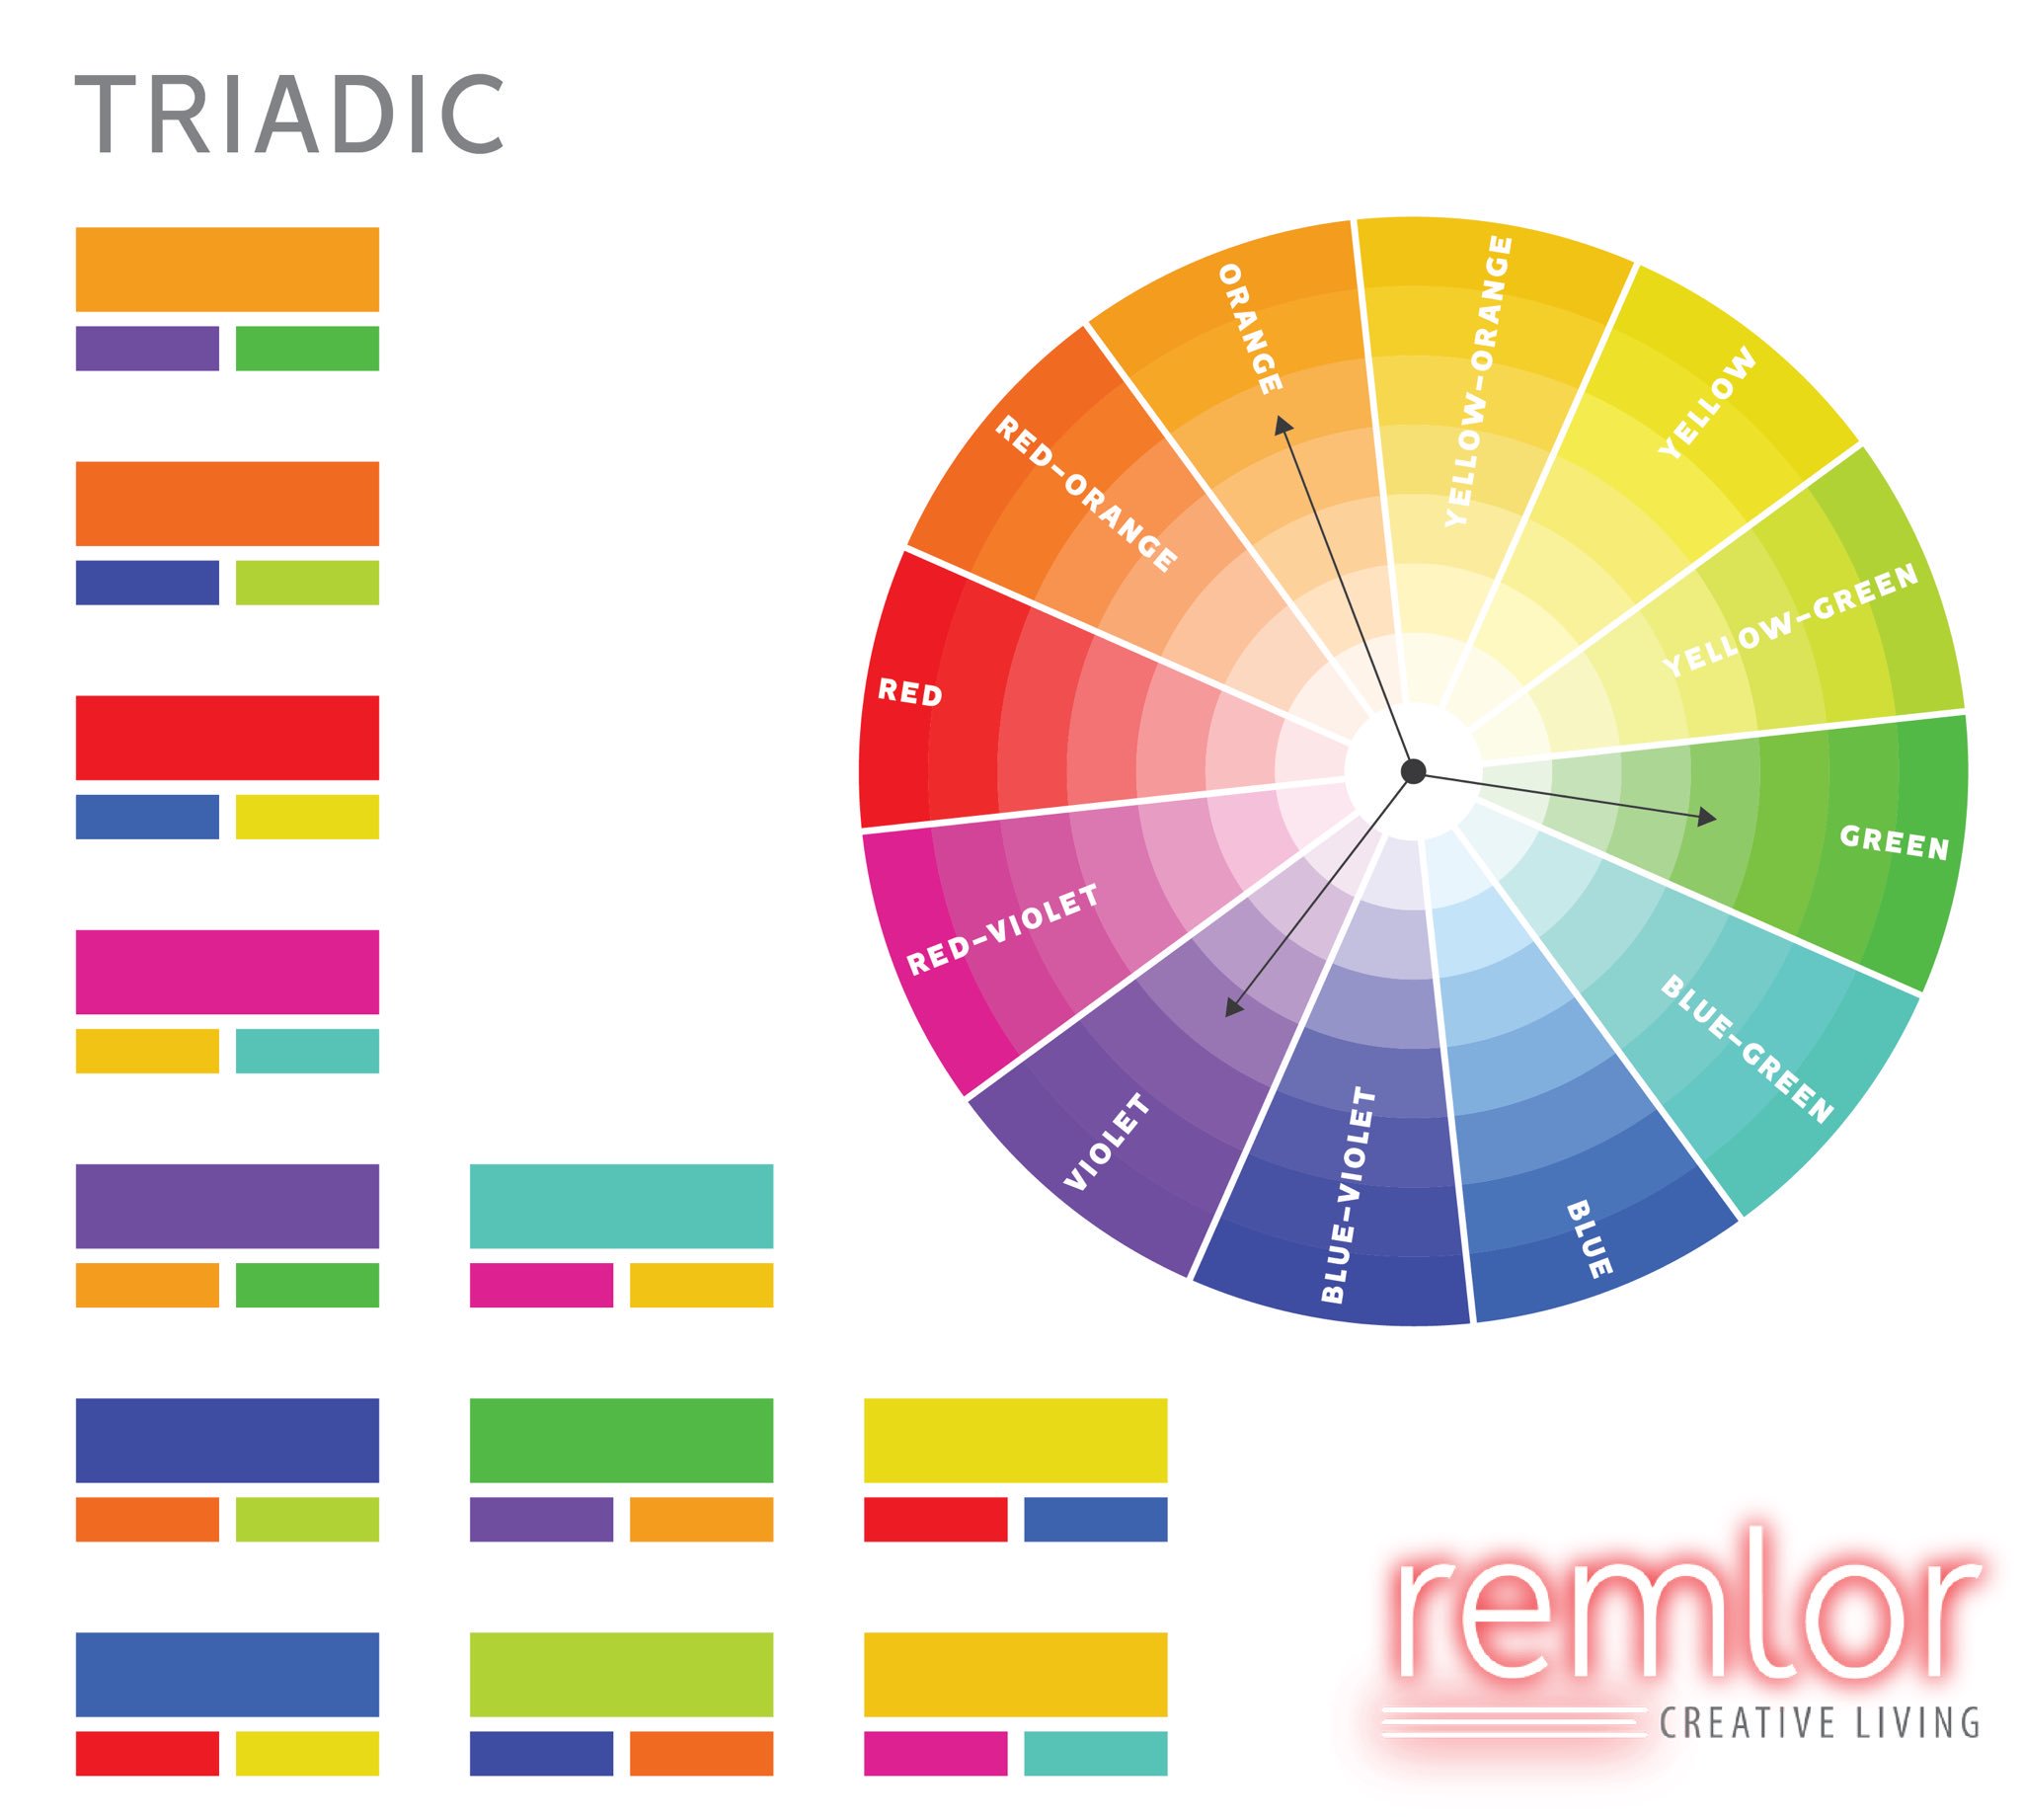 TRIADIC
ORANGE
YELLOW-ORANGE
YELLOW
YELLOW-GREEN
GREEN
BLUE-GREEN
BLUE
BLUE-VIOLET
VIOLET
RED-VIOLET
RED
RED-ORANGE
remlor
CREATIVE LIVING